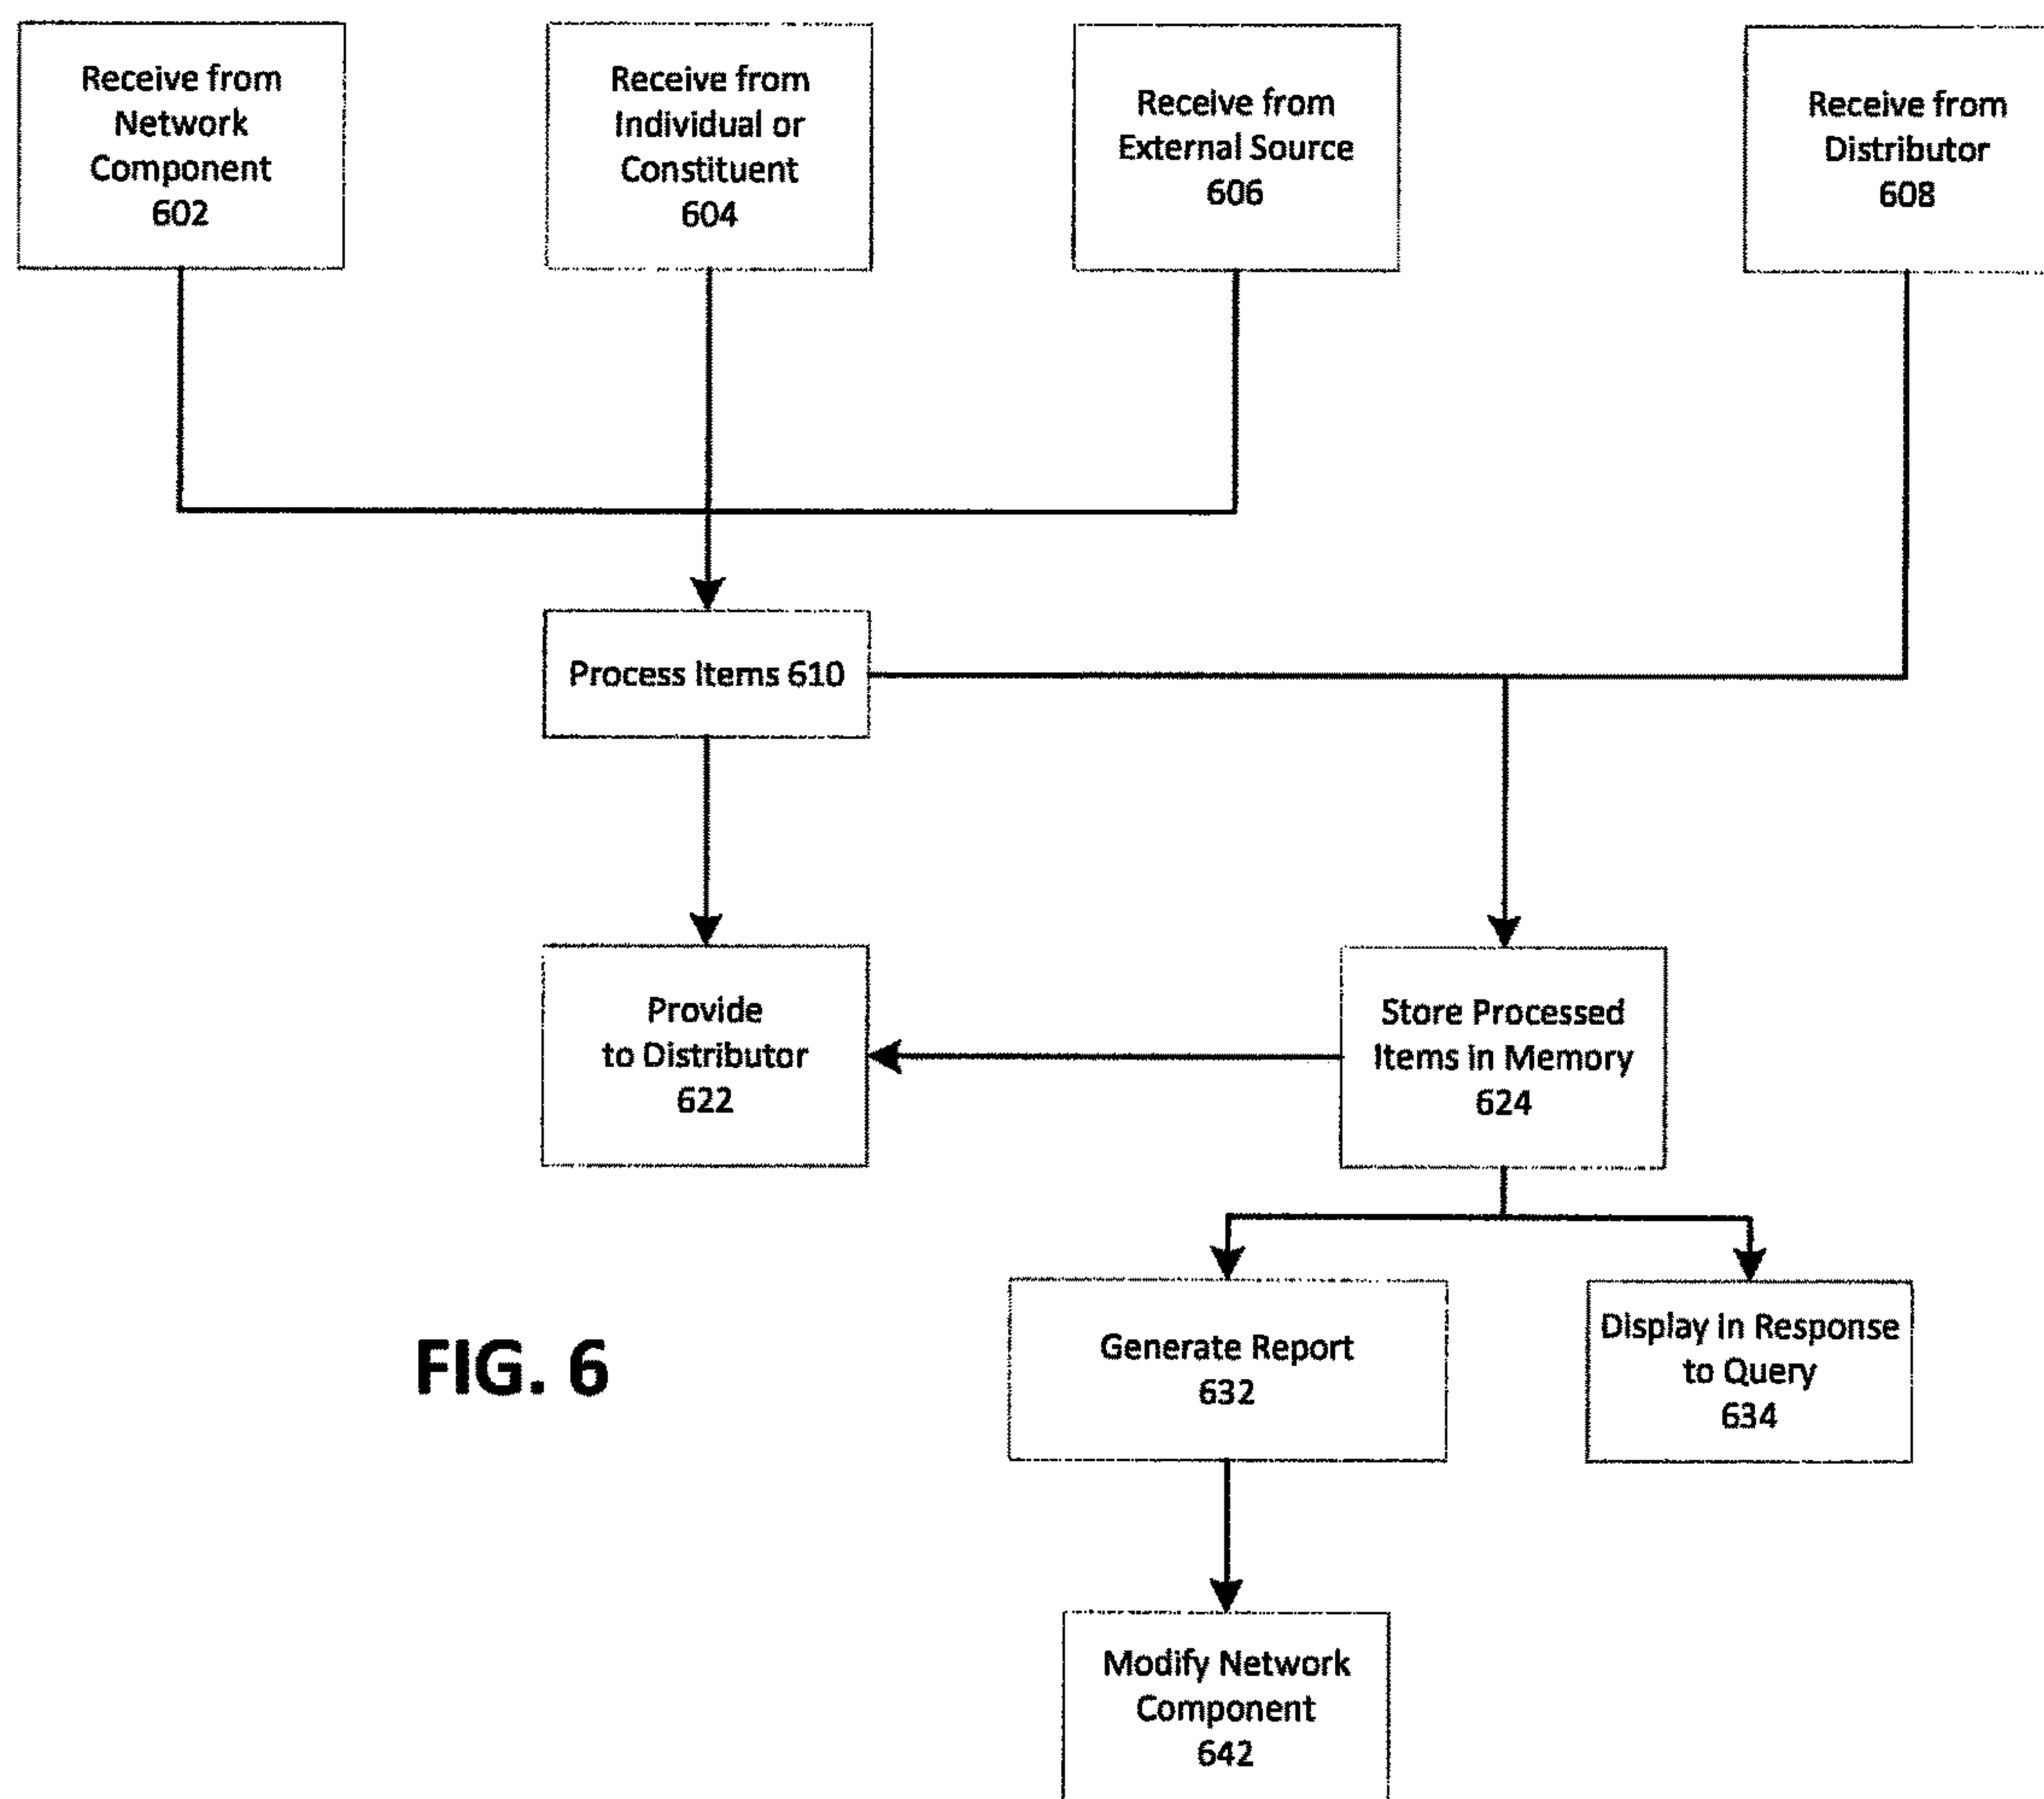 Receive from
Network
Component
602
Receive from
Individual or
Constituent
604
Receive from
External Source
606
Receive from
Distributor
608
Process Items 610
Provide
to Distributor
622
Store Processed
Items in Memory
624
Generate Report
632
Display in Response
to Query
634
FIG. 6
Modify Network
Component
642